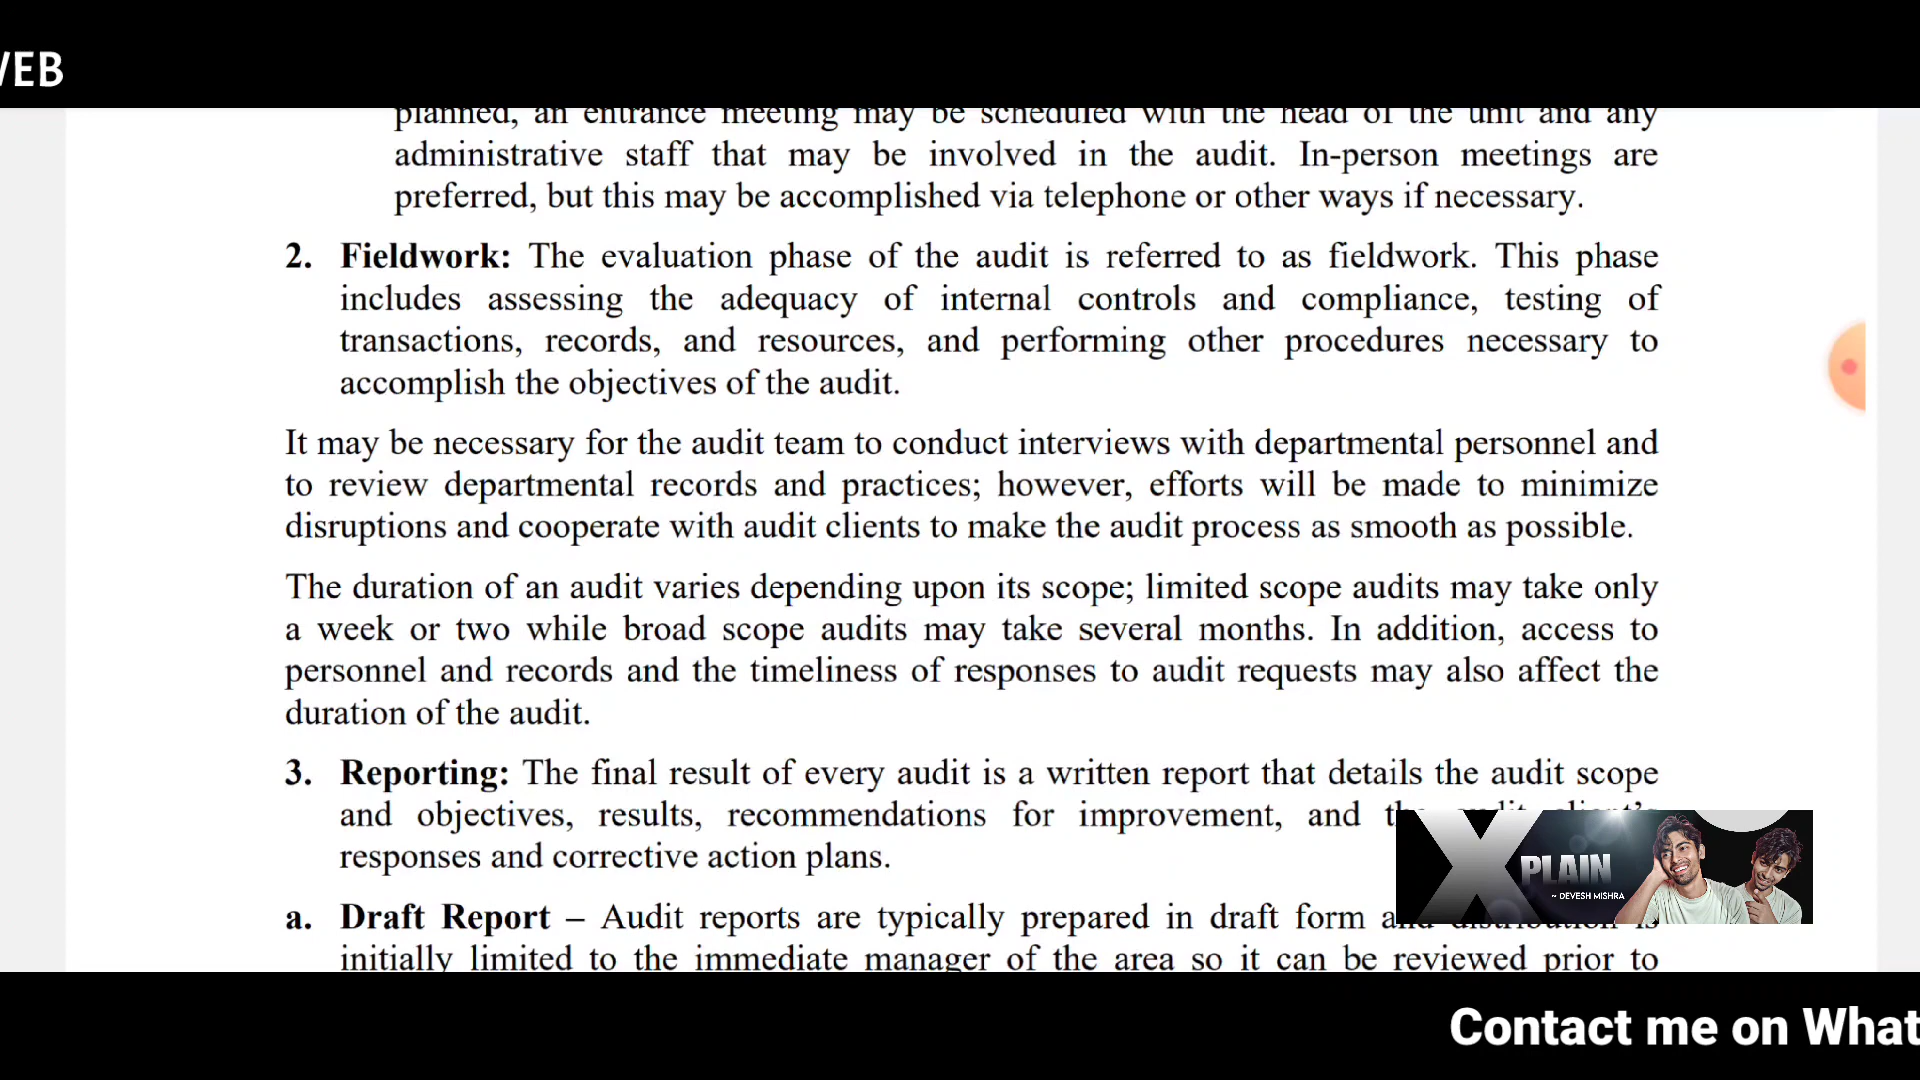 VEB
planned, an entrance meeting may be scheduled with the head of the unit and any
administrative staff that may be involved in the audit. In-person meetings are
preferred, but this may be accomplished via telephone or other ways if necessary.
2. Fieldwork: The evaluation phase of the audit is referred to as fieldwork. This phase
includes assessing the adequacy of internal controls and compliance, testing of
transactions, records, and resources, and performing other procedures necessary to
accomplish the objectives of the audit.
It may be necessary for the audit team to conduct interviews with departmental personnel and
to review departmental records and practices; however, efforts will be made to minimize
disruptions and cooperate with audit clients to make the audit process as smooth as possible.
The duration of an audit varies depending upon its scope; limited scope audits may take only
a week or two while broad scope audits may take several months. In addition, access to
personnel and records and the timeliness of responses to audit requests may also affect the
duration of the audit.
3. Reporting: The final result of every audit is a written report that details the audit scope
and objectives, results, recommendations for improvement, and the audit client's
responses and corrective action plans.
XPLAIN
~ DEVESH MISHRA
a. Draft Report – Audit reports are typically prepared in draft form and distribution is
initially limited to the immediate manager of the area so it can be reviewed prior to
Contact me on What